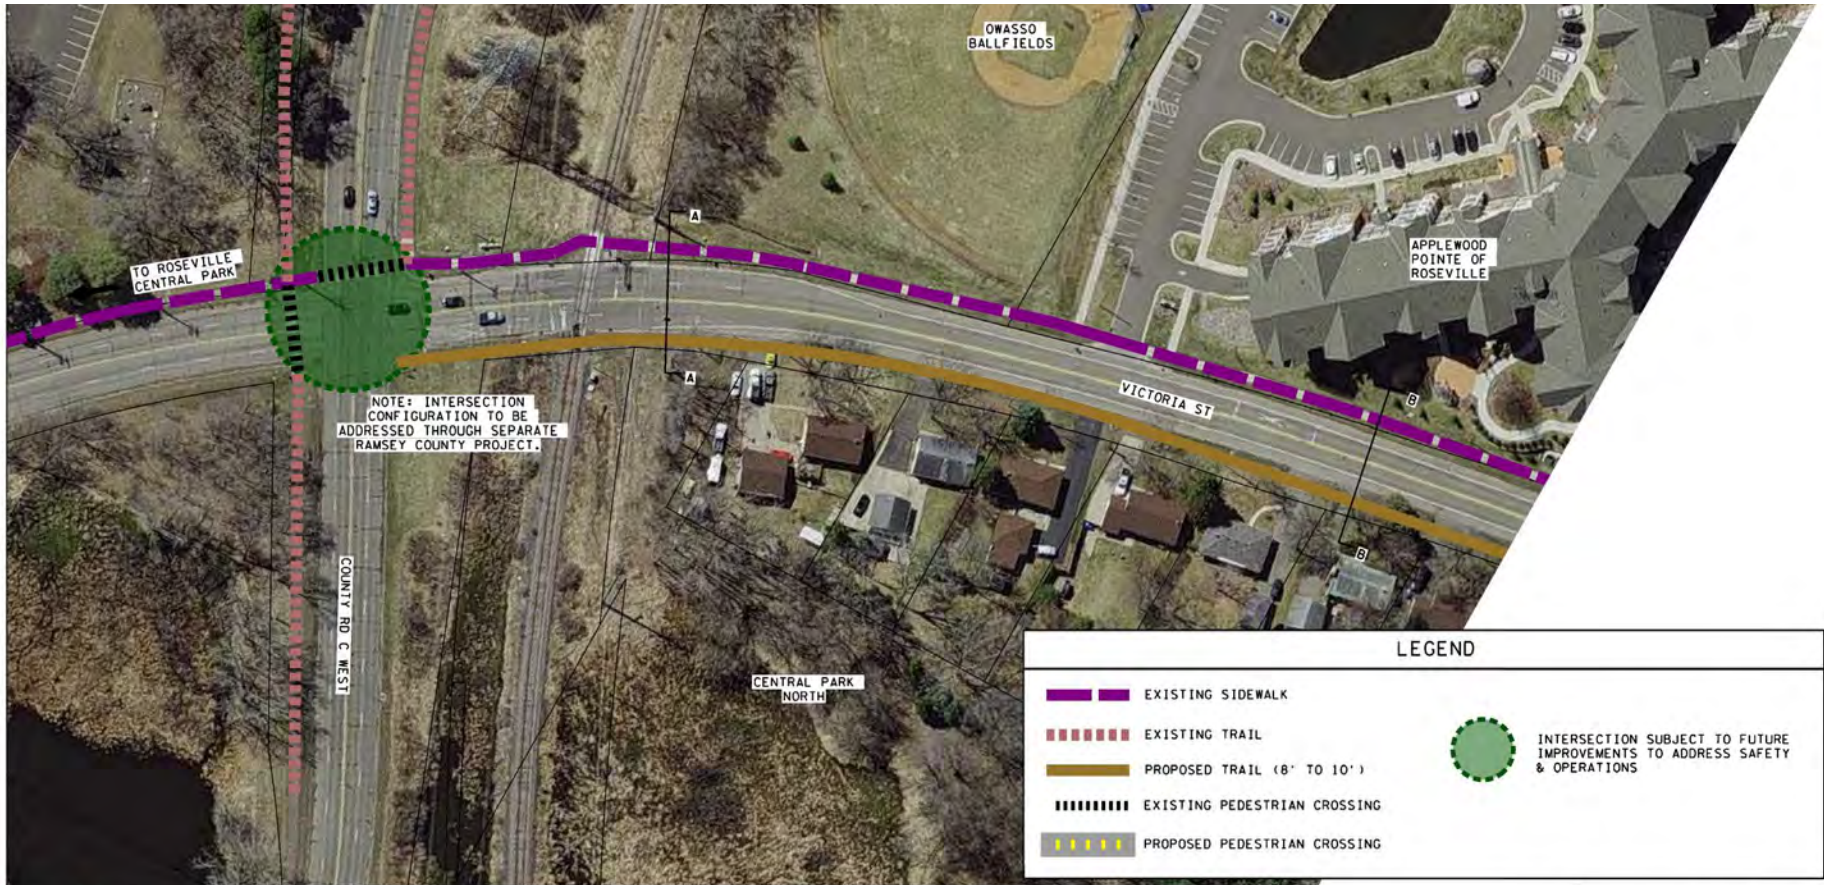 OWASSO
BALLFIELDS
A
TO ROSEVILLE
CENTRAL PARK
APPLEWOOD
POINTE OF
ROSEVILLE
A
VICTORIA ST
B
NOTE: INTERSECTION
CONFIGURATION TO BE
ADDRESSED THROUGH SEPARATE
RAMSEY COUNTY PROJECT.
B
COUNTY RD C WEST
CENTRAL PARK
NORTH
LEGEND
EXISTING SIDEWALK
EXISTING TRAIL
PROPOSED TRAIL (8' TO 10')
EXISTING PEDESTRIAN CROSSING
PROPOSED PEDESTRIAN CROSSING
INTERSECTION SUBJECT TO FUTURE
IMPROVEMENTS TO ADDRESS SAFETY
& OPERATIONS